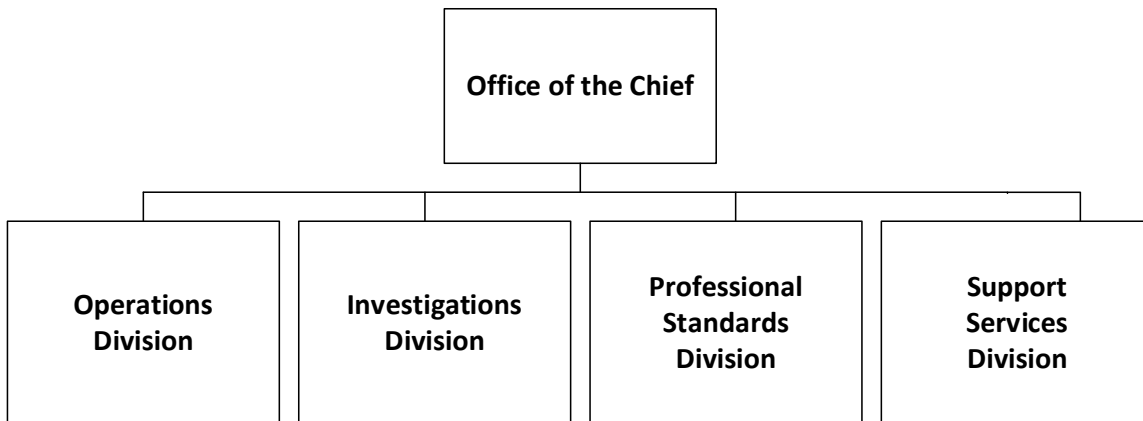 Office of the Chief
Operations
Division
Investigations
Division
Professional
Standards
Division
Support
Services
Division